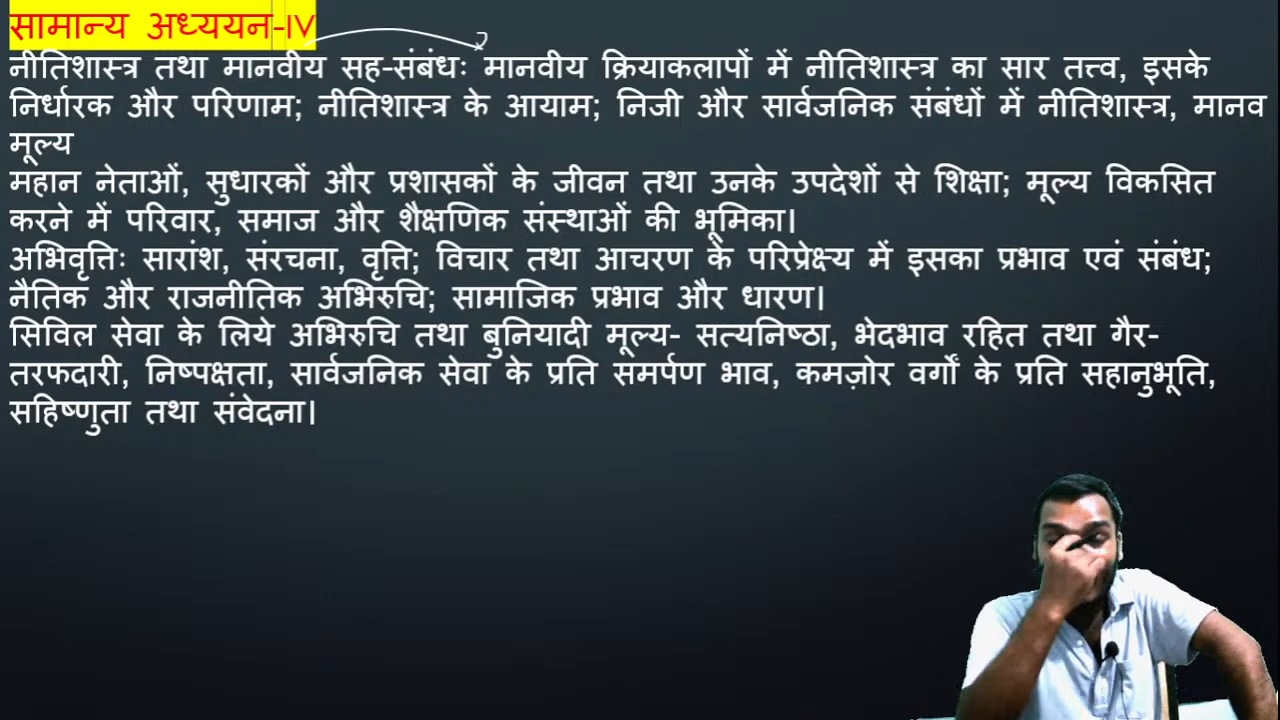 सामान्य अध्ययन-IV
नीतिशास्त्र तथा मानवीय सह-संबंधः मानवीय क्रियाकलापों में नीतिशास्त्र का सार तत्त्व, इसके
निर्धारक और परिणाम; नीतिशास्त्र के आयाम; निजी और सार्वजनिक संबंधों में नीतिशास्त्र, मानव
मूल्य
महान नेताओं, सुधारकों और प्रशासकों के जीवन तथा उनके उपदेशों से शिक्षा; मूल्य विकसित
करने में परिवार, समाज और शैक्षणिक संस्थाओं की भूमिका।
अभिवृत्तिः सारांश, संरचना, वृत्ति; विचार तथा आचरण के परिप्रेक्ष्य में इसका प्रभाव एवं संबंध;
नैतिक और राजनीतिक अभिरुचि; सामाजिक प्रभाव और धारण।
सिविल सेवा के लिये अभिरुचि तथा बुनियादी मूल्य- सत्यनिष्ठा, भेदभाव रहित तथा गैर-
तरफदारी, निष्पक्षता, सार्वजनिक सेवा के प्रति समर्पण भाव, कमज़ोर वर्गों के प्रति सहानुभूति,
सहिष्णुता तथा संवेदना।